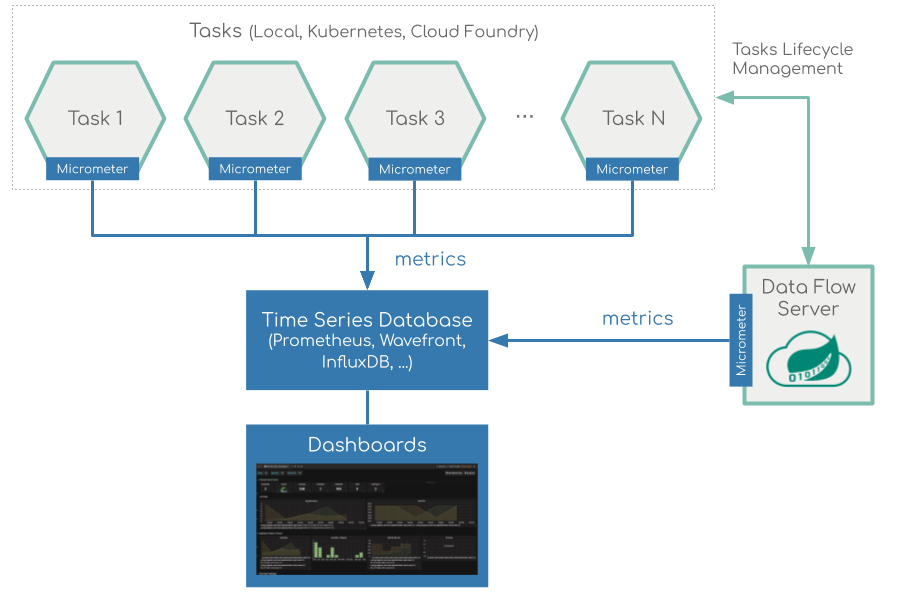 Tasks (Local, Kubernetes, Cloud Foundry)
Tasks Lifecycle
Management
Task 1
Task 2
Task 3
...
Task N
Micrometer
Micrometer
Micrometer
Micrometer
metrics
Data Flow
Server
Micrometer
Time Series Database
(Prometheus, Wavefront,
InfluxDB, ...)
metrics
Dashboards